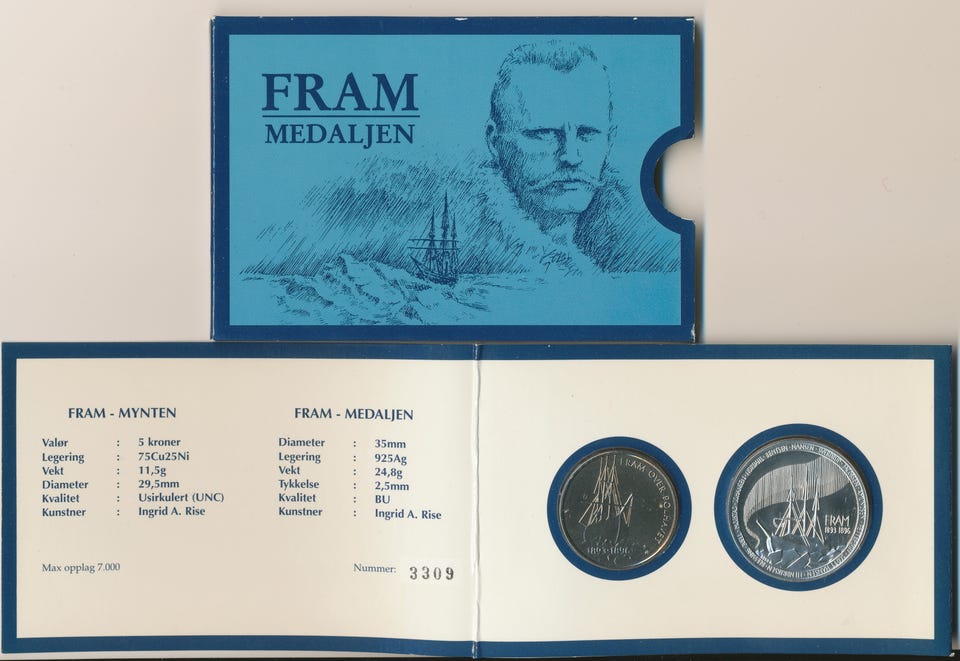 FRAM
MEDALJEN
FRAM - MYNTEN
Valør : 5 kroner
Legering : 75Cu25Ni
Vekt : 11,5g
Diameter : 29,5mm
Kvalitet : Usirkulert (UNC)
Kunstner : Ingrid A. Rise
Max opplag 7.000
FRAM - MEDALJEN
Diameter : 35mm
Legering : 925Ag
Vekt : 24,8g
Tykkelse : 2,5mm
Kvalitet : BU
Kunstner : Ingrid A. Rise
Nummer: 3309
FRAM OVER POLHAVET
1893-1896
FRAM
1893-1896